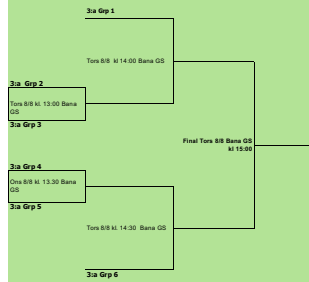 3:a Grp 1
Tors 8/8  kl 14:00 Bana GS
3:a Grp 2
Tors 8/8 kl. 13:00 Bana
GS
3:a Grp 3
Final Tors 8/8 Bana GS
kl 15:00
3:a Grp 4
Ons 8/8 kl. 13.30 Bana
GS
3:a Grp 5
Tors 8/8 kl. 14:30  Bana GS
3:a Grp 6